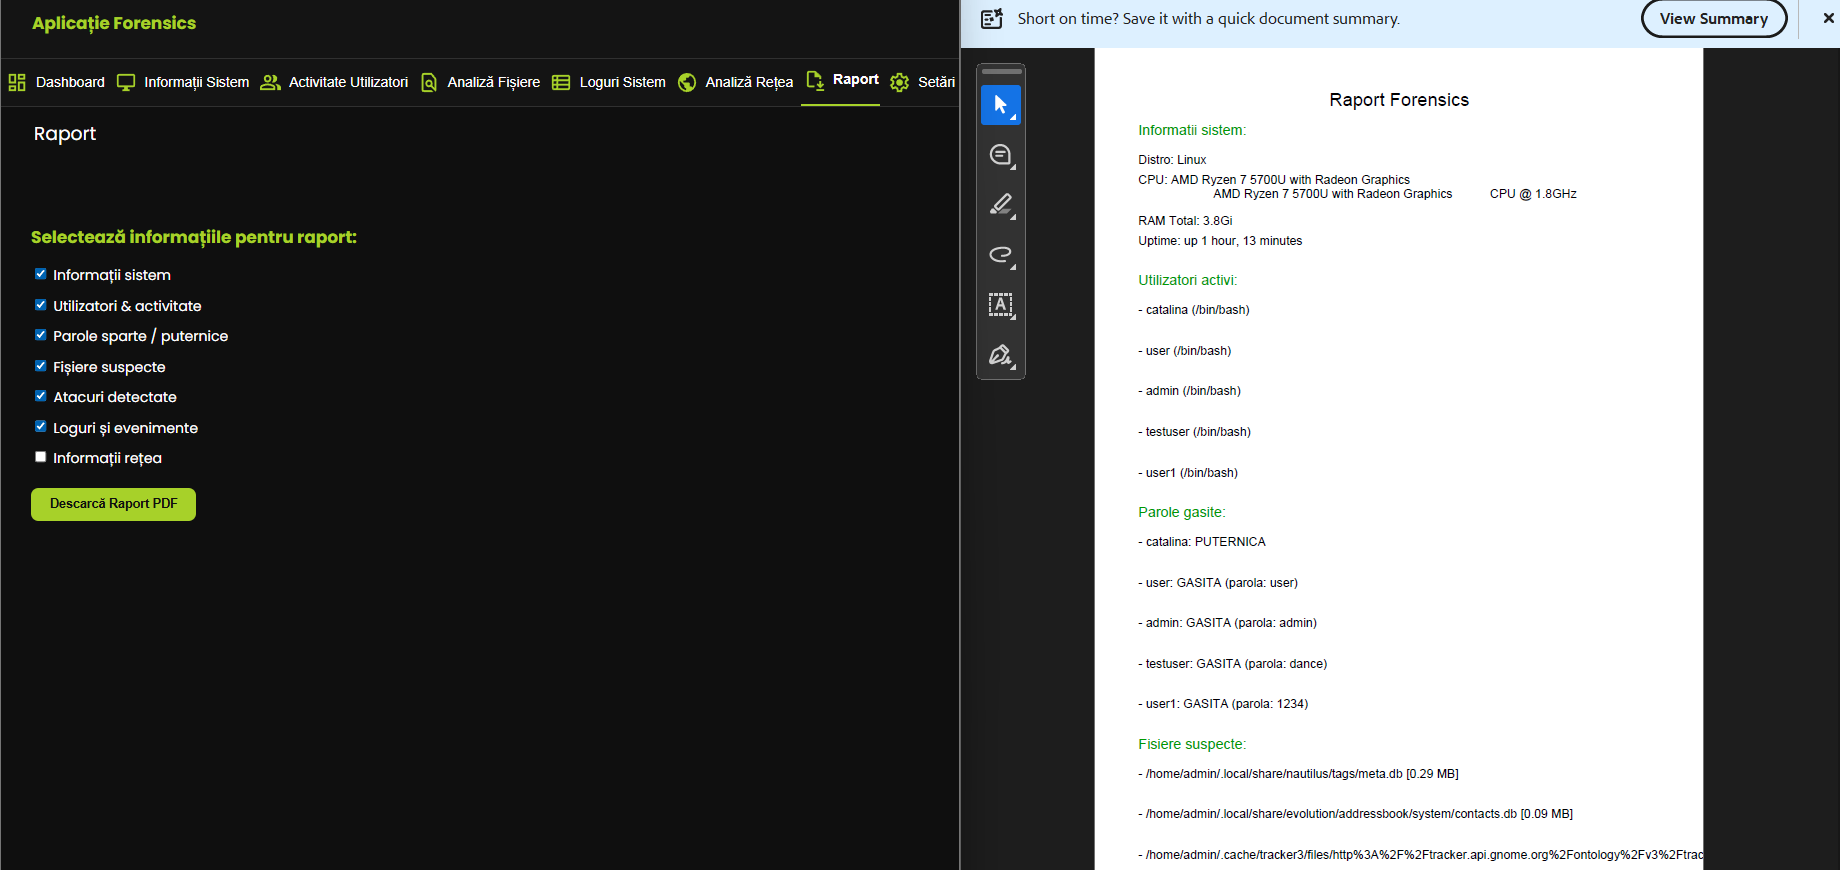 Aplicație Forensics
Dashboard Informații Sistem Activitate Utilizatori Analiză Fișiere Loguri Sistem Analiză Rețea Raport Setări
Raport
Selectează informațiile pentru raport:
Informații sistem
Utilizatori & activitate
Parole sparte / puternice
Fișiere suspecte
Atacuri detectate
Loguri și evenimente
Informații rețea
Descarcă Raport PDF
Short on time? Save it with a quick document summary.
View Summary
Raport Forensics
Informatii sistem:
Distro: Linux
CPU: AMD Ryzen 7 5700U with Radeon Graphics
AMD Ryzen 7 5700U with Radeon Graphics CPU @ 1.8GHz
RAM Total: 3.8Gi
Uptime: up 1 hour, 13 minutes
Utilizatori activi:
- catalina (/bin/bash)
- user (/bin/bash)
- admin (/bin/bash)
- testuser (/bin/bash)
- user1 (/bin/bash)
Parole gasite:
- catalina: PUTERNICA
- user: GASITA (parola: user)
- admin: GASITA (parola: admin)
- testuser: GASITA (parola: dance)
- user1: GASITA (parola: 1234)
Fisiere suspecte:
- /home/admin/.local/share/nautilus/tags/meta.db [0.29 MB]
- /home/admin/.local/share/evolution/addressbook/system/contacts.db [0.09 MB]
- /home/admin/.cache/tracker3/files/http%3A%2F%2Ftracker.api.gnome.org%2Fontology%2Fv3%2Ftrac